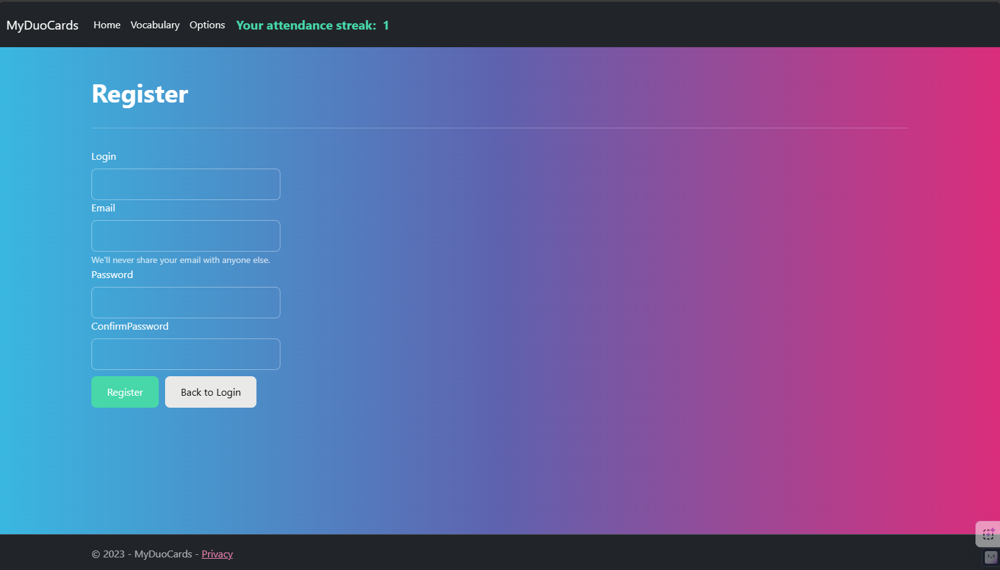 MyDuoCards Home Vocabulary Options Your attendance streak: 1
Register
Login
Email
We'll never share your email with anyone else.
Password
ConfirmPassword
Register Back to Login
© 2023 - MyDuoCards - Privacy